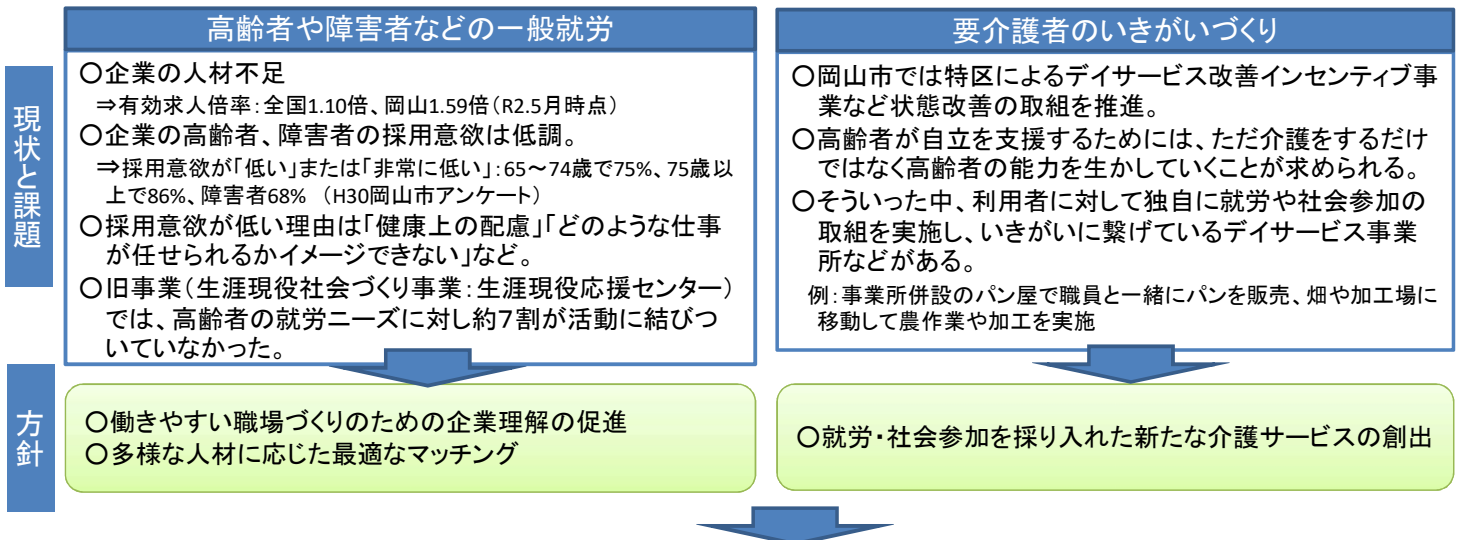 高齢者や障害者などの一般就労
現状と課題
〇企業の人材不足
⇒有効求人倍率：全国1.10倍、岡山1.59倍（R2.5月時点）
〇企業の高齢者、障害者の採用意欲は低調。
⇒採用意欲が「低い」または「非常に低い」：65～74歳で75%、75歳以
上で86%、障害者68%　（H30岡山市アンケート）
〇採用意欲が低い理由は「健康上の配慮」「どのような仕事
が任せられるかイメージできない」など。
〇旧事業（生涯現役社会づくり事業：生涯現役応援センター）
では、高齢者の就労ニーズに対し約７割が活動に結びつ
いていなかった。
要介護者のいきがいづくり
〇岡山市では特区によるデイサービス改善インセンティブ事
業など状態改善の取組を推進。
〇高齢者が自立を支援するためには、ただ介護をするだけ
ではなく高齢者の能力を生かしていくことが求められる。
〇そういった中、利用者に対して独自に就労や社会参加の
取組を実施し、いきがいに繋げているデイサービス事業
所などがある。
例：事業所併設のパン屋で職員と一緒にパンを販売、畑や加工場に
移動して農作業や加工を実施
方針
〇働きやすい職場づくりのための企業理解の促進
〇多様な人材に応じた最適なマッチング
〇就労・社会参加を採り入れた新たな介護サービスの創出